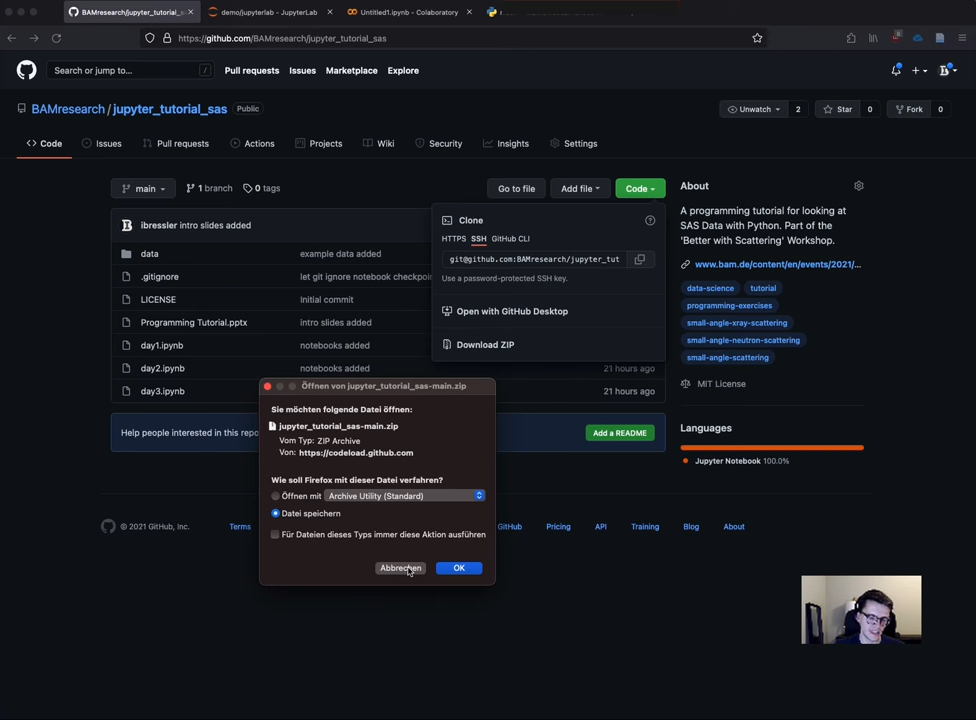 BAMresearch/jupyter_tutorial_s
demo/jupyterlab - JupyterLab
Untitled1.ipynb - Colaboratory
https://github.com/BAMresearch/jupyter_tutorial_sas
Search or jump to...
/
Pull requests
Issues
Marketplace
Explore
BAMresearch / jupyter_tutorial_sas
Public
Unwatch
2
Star
0
Fork
0
Code
Issues
Pull requests
Actions
Projects
Wiki
Security
Insights
Settings
main
1 branch
0 tags
Go to file
Add file
Code
ibressler intro slides added
data
example data added
.gitignore
let git ignore notebook checkpoin
LICENSE
Initial commit
Programming Tutorial.pptx
intro slides added
day1.ipynb
notebooks added
day2.ipynb
notebooks added
21 hours ago
day3.ipynb
21 hours ago
Clone
HTTPS
SSH
GitHub CLI
git@github.com:BAMresearch/jupyter_tut
Use a password-protected SSH key.
Open with GitHub Desktop
Download ZIP
Help people interested in this repo
Add a README
About
A programming tutorial for looking at
SAS Data with Python. Part of the
'Better with Scattering' Workshop.
www.bam.de/content/en/events/2021/...
data-science
tutorial
programming-exercises
small-angle-xray-scattering
small-angle-neutron-scattering
small-angle-scattering
MIT License
Languages
Jupyter Notebook 100.0%
Öffnen von jupyter_tutorial_sas-main.zip
Sie möchten folgende Datei öffnen:
jupyter_tutorial_sas-main.zip
Vom Typ: ZIP Archive
Von: https://codeload.github.com
Wie soll Firefox mit dieser Datei verfahren?
Öffnen mit
Archive Utility (Standard)
Datei speichern
Für Dateien dieses Typs immer diese Aktion ausführen
Abbrechen
OK
© 2021 GitHub, Inc.
Terms
GitHub
Pricing
API
Training
Blog
About